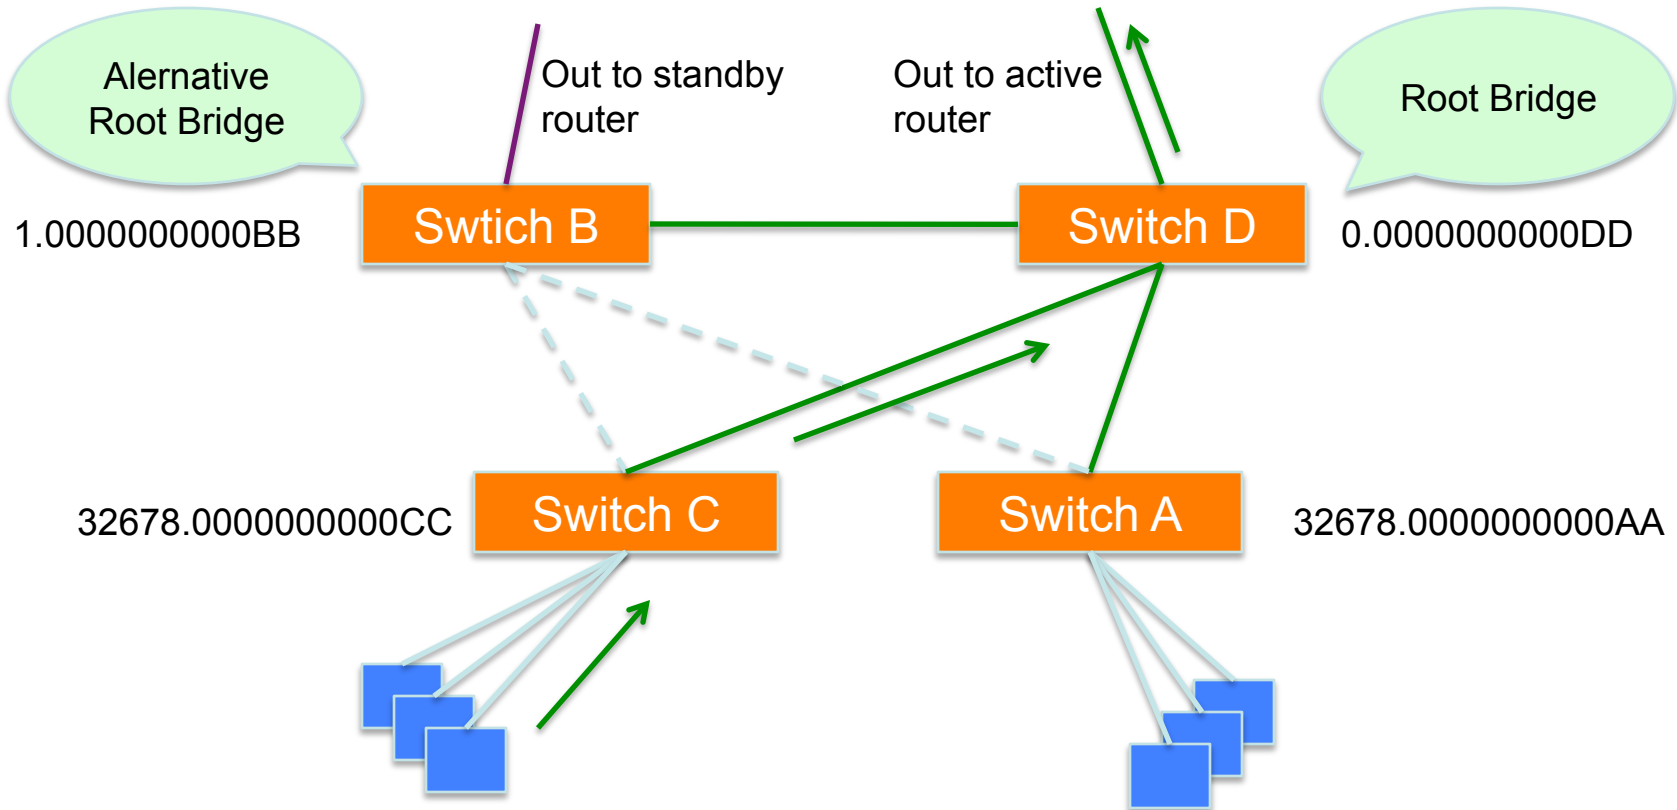 Alernative
Root Bridge
Out to standby
router
Out to active
router
Root Bridge
1.0000000000BB
Swtich B
Switch D
0.0000000000DD
32678.0000000000CC
Switch C
Switch A
32678.0000000000AA